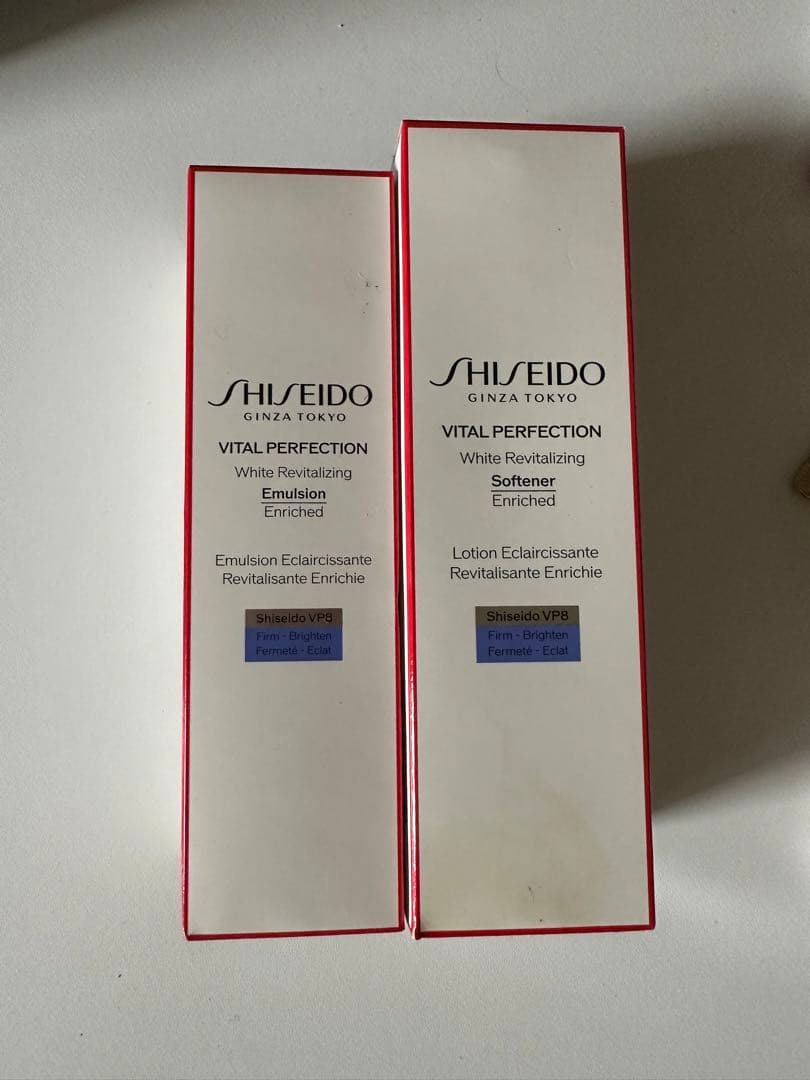 SHISEIDO
GINZA TOKYO
VITAL PERFECTION
White Revitalizing
Emulsion
Enriched
Emulsion Eclaircissante
Revitalisante Enrichie
Shiseido VP8
Firm - Brighten
Fermeté - Eclat
SHISEIDO
GINZA TOKYO
VITAL PERFECTION
White Revitalizing
Softener
Enriched
Lotion Eclaircissante
Revitalisante Enrichie
Shiseido VP8
Firm - Brighten
Fermeté - Eclat